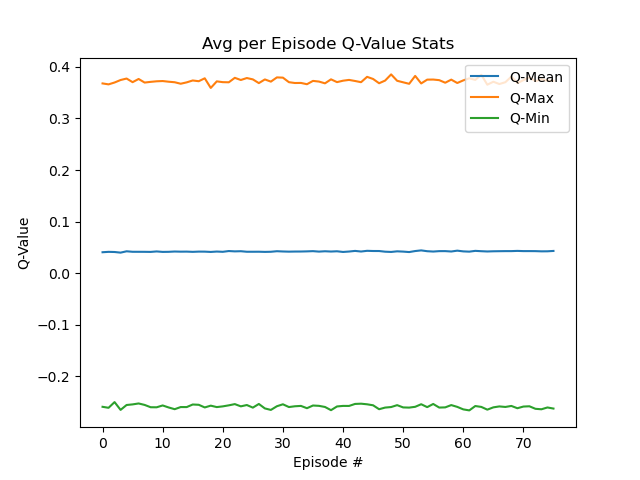 Avg per Episode Q-Value Stats
Q-Mean
Q-Max
Q-Min
Q-Value
0.4
0.3
0.2
0.1
0.0
−0.1
−0.2
0 10 20 30 40 50 60 70
Episode #